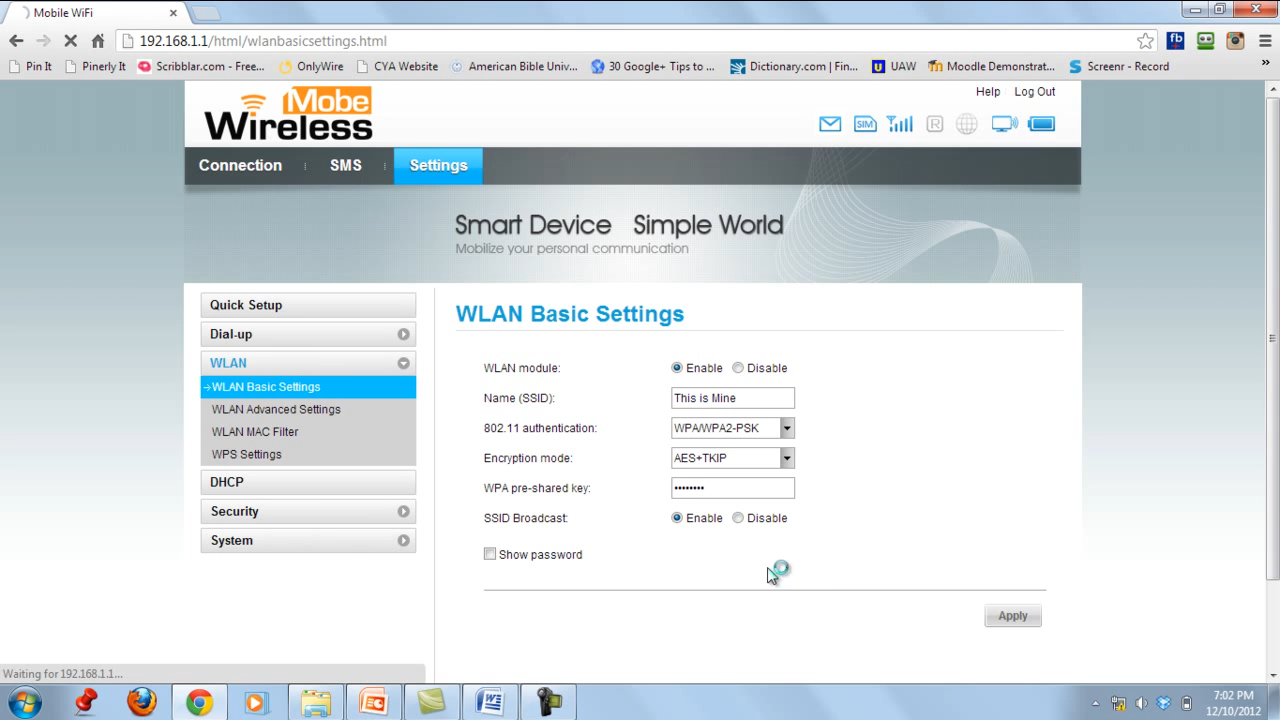 Mobile WiFi
192.168.1.1/html/wlanbasicsettings.html
Pin It Pinerly It Scribblar.com - Free... OnlyWire CYA Website American Bible Univ... 30 Google+ Tips to ... Dictionary.com | Fin... UAW Moodle Demonstrat... Screenr - Record
Help Log Out
Mobe
Wireless
SIM R
Connection SMS Settings
Smart Device Simple World
Mobilize your personal communication
Quick Setup
Dial-up
WLAN
WLAN Basic Settings
WLAN Advanced Settings
WLAN MAC Filter
WPS Settings
DHCP
Security
System
WLAN Basic Settings
WLAN module: Enable Disable
Name (SSID): This is Mine
802.11 authentication: WPA/WPA2-PSK
Encryption mode: AES+TKIP
WPA pre-shared key: ••••••••
SSID Broadcast: Enable Disable
Show password
Apply
Waiting for 192.168.1.1...
7:02 PM
12/10/2012